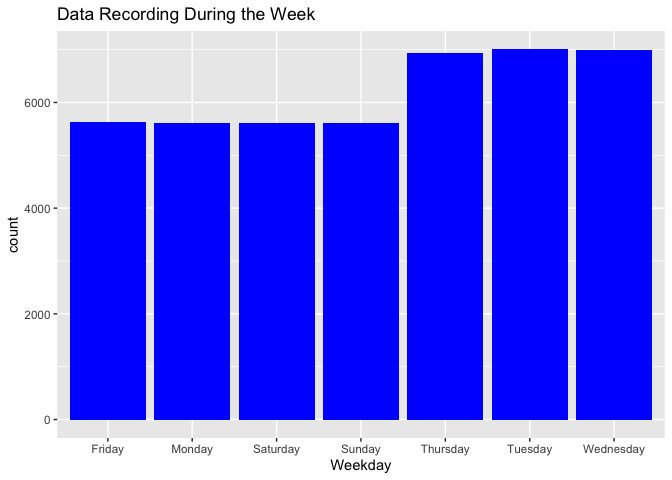 Data Recording During the Week
count
6000
4000
2000
0
Friday Monday Saturday Sunday Thursday Tuesday Wednesday
Weekday